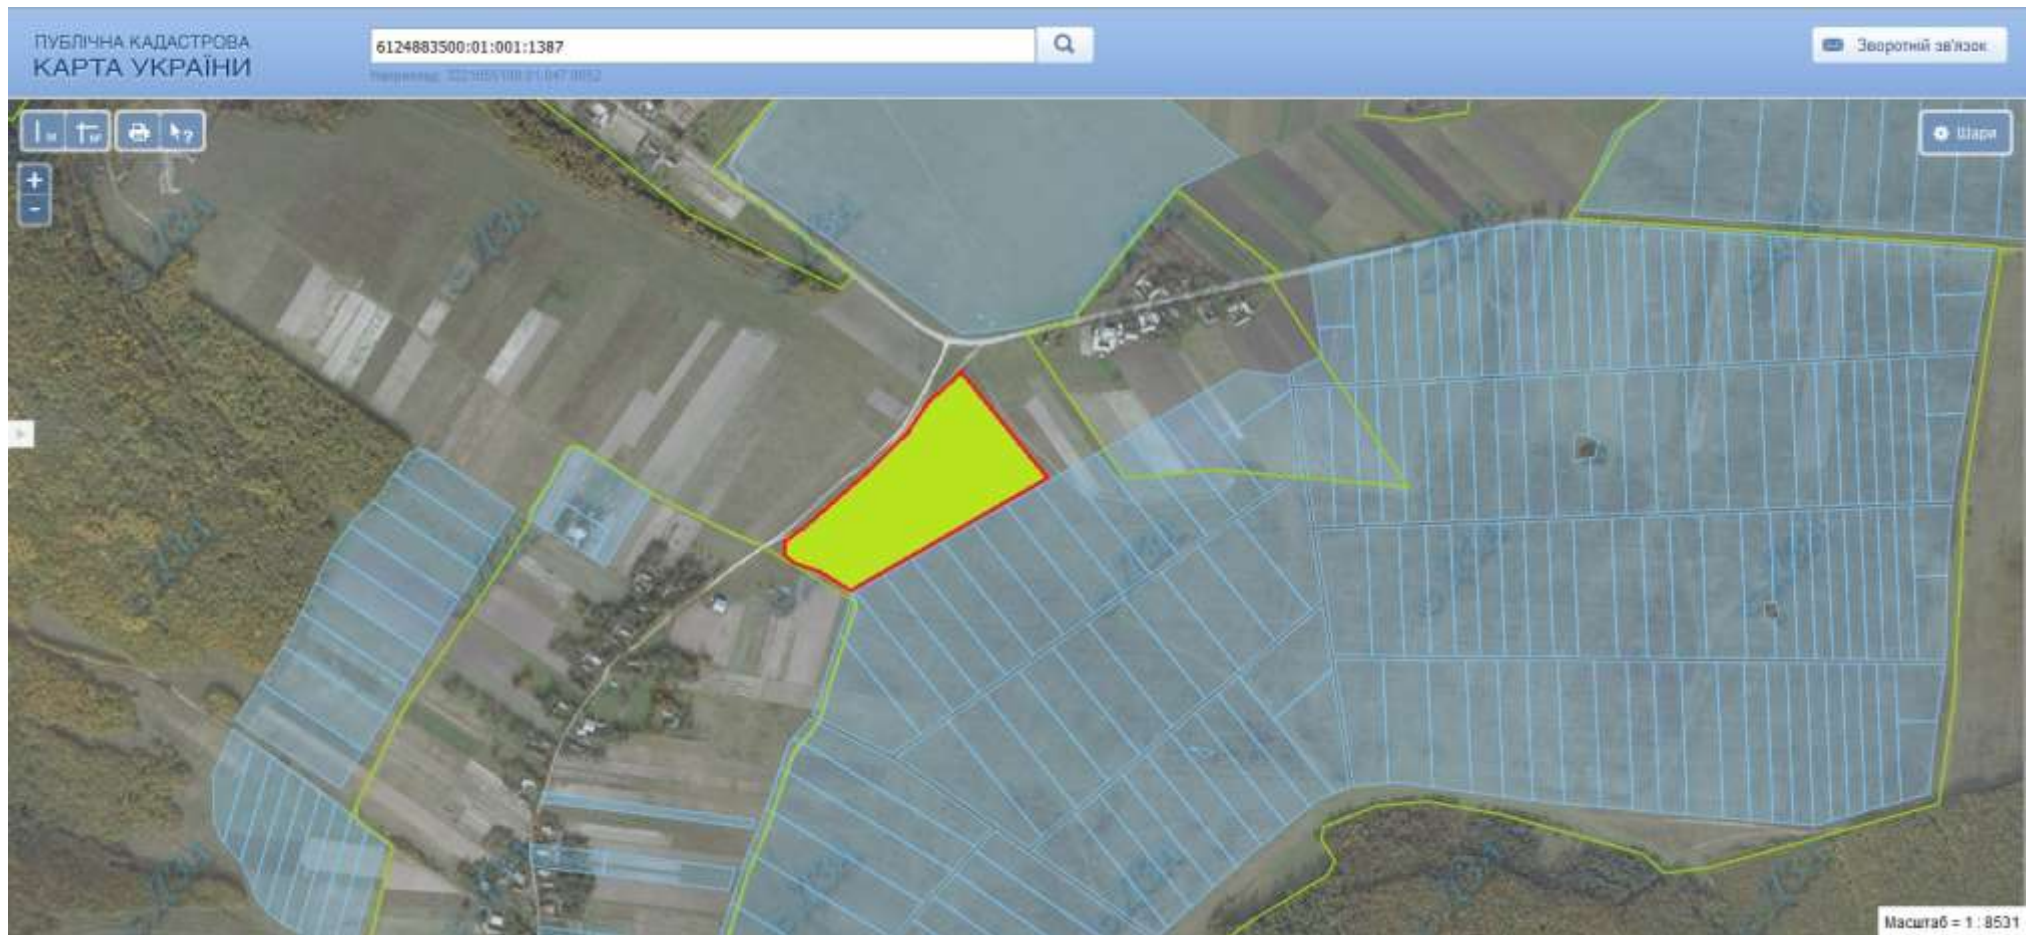 ПУБЛІЧНА КАДАСТРОВА
КАРТА УКРАЇНИ
6124883500:01:001:1387
Зворотній зв'язок
Шари
+
-
Масштаб = 1 : 8531